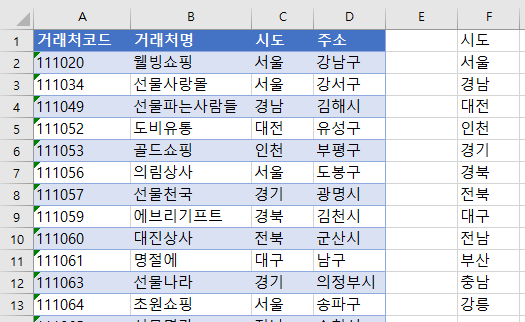 A B C D E F
1 거래처코드 거래처명 시도 주소 시도
2 111020 웰빙쇼핑 서울 강남구 서울
3 111034 선물사랑몰 서울 강서구 경남
4 111049 선물파는사람들 경남 김해시 대전
5 111052 도비유통 대전 유성구 인천
6 111053 골드쇼핑 인천 부평구 경기
7 111056 의림상사 서울 도봉구 경북
8 111057 선물천국 경기 광명시 전북
9 111059 에브리기프트 경북 김천시 대구
10 111060 대진상사 전북 군산시 전남
11 111061 명절에 대구 남구 부산
12 111063 선물나라 경기 의정부시 충남
13 111064 초원쇼핑 서울 송파구 강릉